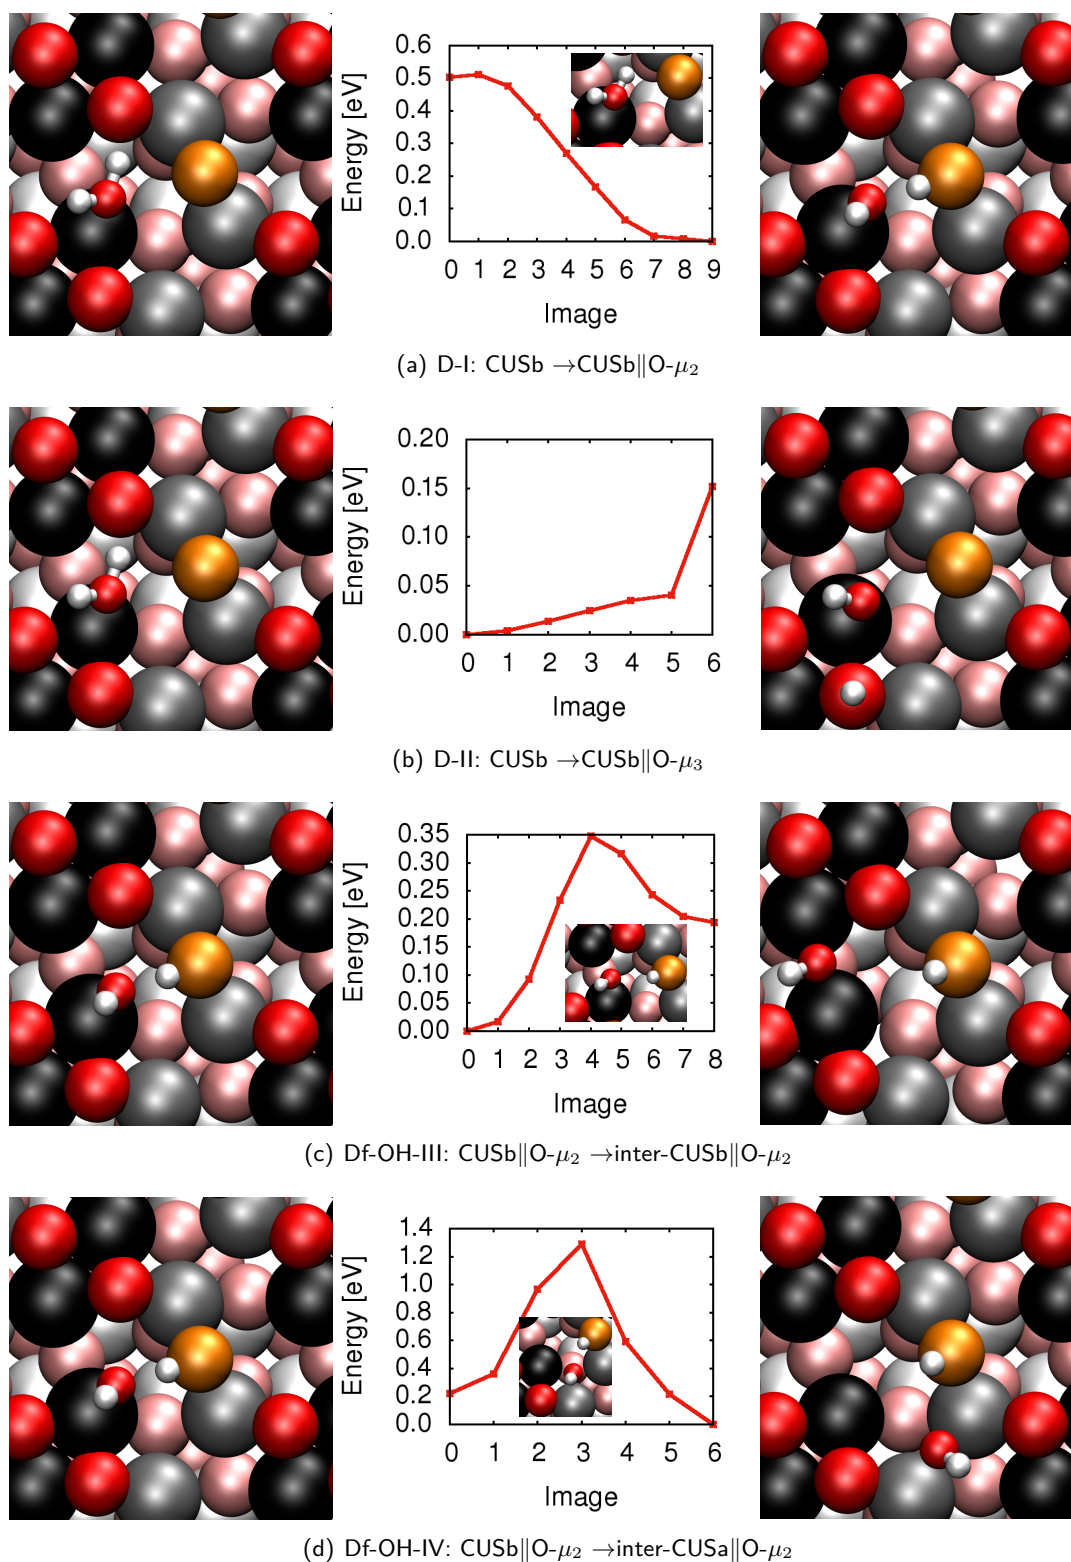 0.6
0.5
0.4
0.3
0.2
0.1
0.0
Energy [eV]
0 1 2 3 4 5 6 7 8 9
Image
(a) D-I: CUSb →CUSb∥O-μ₂
0.20
0.15
0.10
0.05
0.00
Energy [eV]
0 1 2 3 4 5 6
Image
(b) D-II: CUSb →CUSb∥O-μ₃
0.35
0.30
0.25
0.20
0.15
0.10
0.05
0.00
Energy [eV]
0 1 2 3 4 5 6 7 8
Image
(c) Df-OH-III: CUSb∥O-μ₂ →inter-CUSb∥O-μ₂
1.4
1.2
1.0
0.8
0.6
0.4
0.2
0.0
Energy [eV]
0 1 2 3 4 5 6
Image
(d) Df-OH-IV: CUSb∥O-μ₂ →inter-CUSa∥O-μ₂